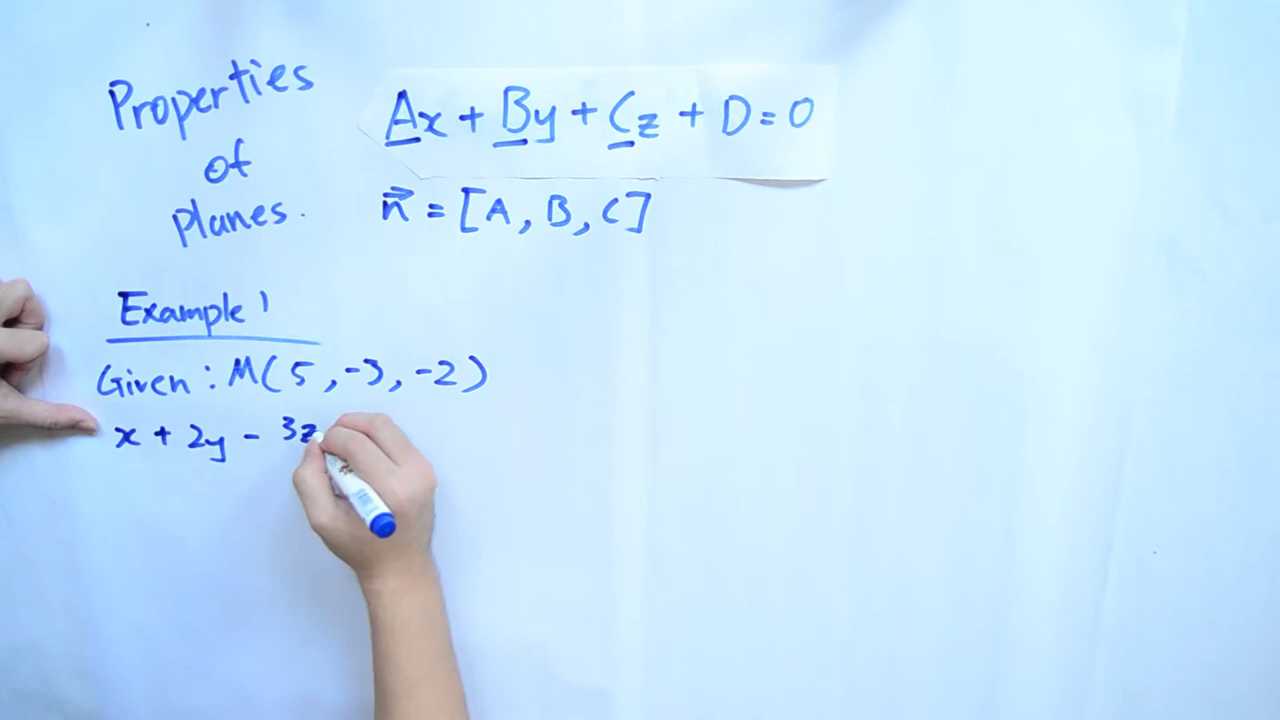 Properties
of
planes.
Ax + By + Cz + D = 0
n⃗ = [A, B, C]
Example 1
Given : M(5, -3, -2)
x + 2y - 3z